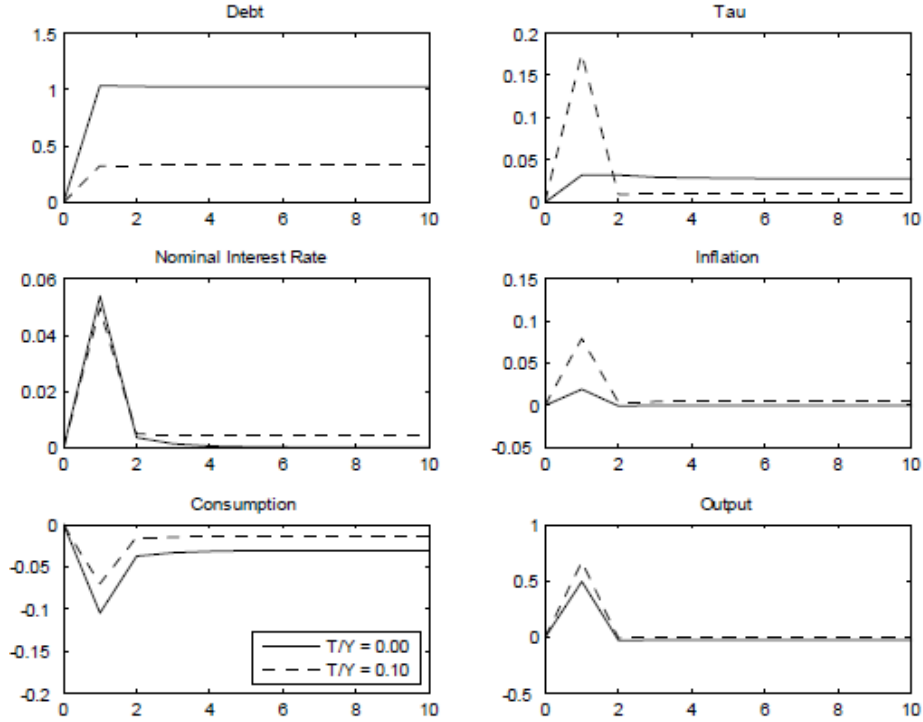 Debt
1.5
1
0.5
0
0 2 4 6 8 10
Tau
0.2
0.15
0.1
0.05
0
0 2 4 6 8 10
Nominal Interest Rate
0.06
0.04
0.02
0
0 2 4 6 8 10
Inflation
0.15
0.1
0.05
0
-0.05
0 2 4 6 8 10
Consumption
0
-0.05
-0.1
-0.15
-0.2
0 2 4 6 8 10
T/Y = 0.00
T/Y = 0.10
Output
1
0.5
0
-0.5
0 2 4 6 8 10